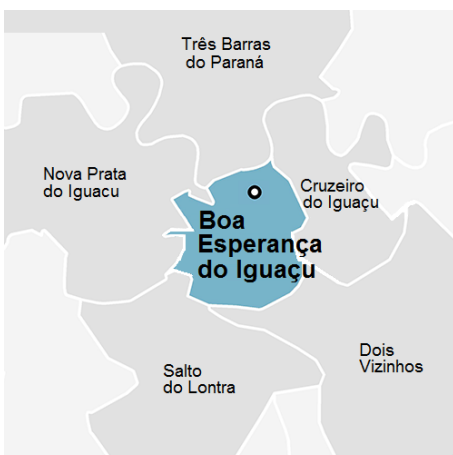 Três Barras
do Paraná
Nova Prata
do Iguacu
Cruzeiro
do Iguaçu
Boa
Esperança
do Iguaçu
Salto
do Lontra
Dois
Vizinhos